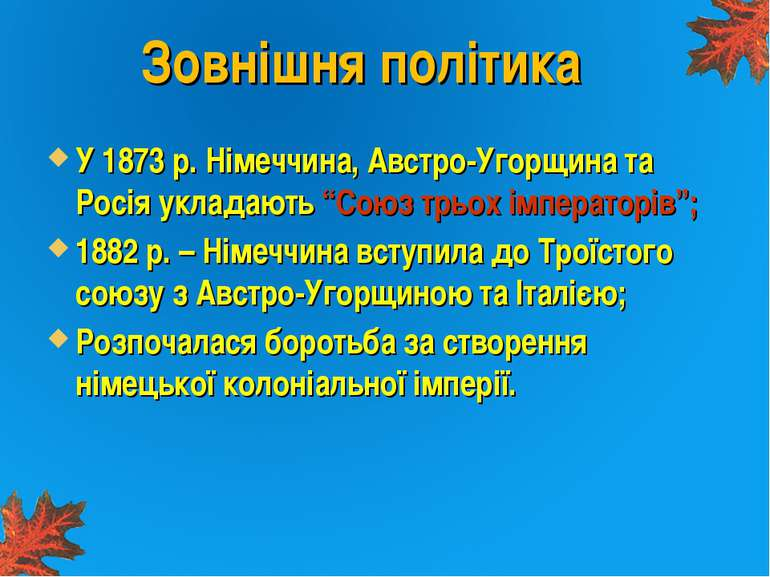 Зовнішня політика
У 1873 р. Німеччина, Австро-Угорщина та
Росія укладають “Союз трьох імператорів”;
1882 р. – Німеччина вступила до Троїстого
союзу з Австро-Угорщиною та Італією;
Розпочалася боротьба за створення
німецької колоніальної імперії.